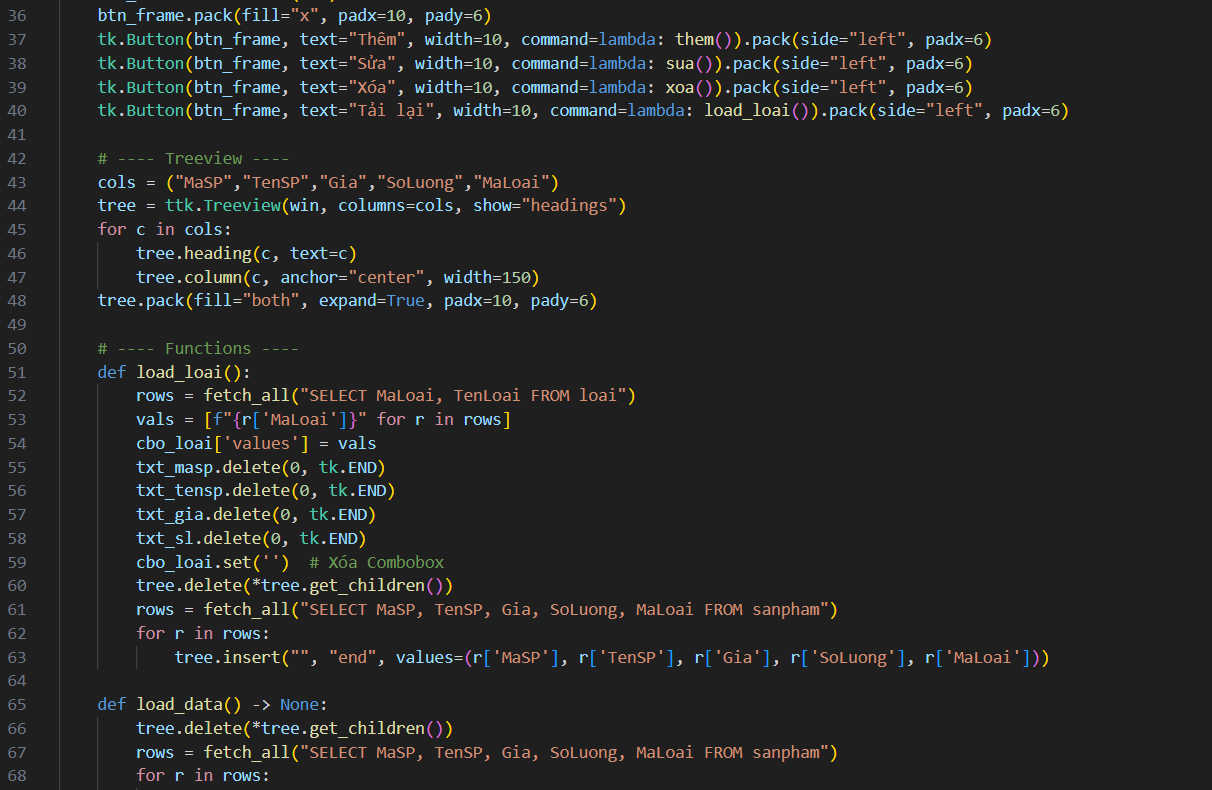 36 btn_frame.pack(fill="x", padx=10, pady=6)
37 tk.Button(btn_frame, text="Thêm", width=10, command=lambda: them()).pack(side="left", padx=6)
38 tk.Button(btn_frame, text="Sửa", width=10, command=lambda: sua()).pack(side="left", padx=6)
39 tk.Button(btn_frame, text="Xóa", width=10, command=lambda: xoa()).pack(side="left", padx=6)
40 tk.Button(btn_frame, text="Tải lại", width=10, command=lambda: load_loai()).pack(side="left", padx=6)
41
42 # ---- Treeview ----
43 cols = ("MaSP","TenSP","Gia","SoLuong","MaLoai")
44 tree = ttk.Treeview(win, columns=cols, show="headings")
45 for c in cols:
46     tree.heading(c, text=c)
47     tree.column(c, anchor="center", width=150)
48 tree.pack(fill="both", expand=True, padx=10, pady=6)
49
50 # ---- Functions ----
51 def load_loai():
52     rows = fetch_all("SELECT MaLoai, TenLoai FROM loai")
53     vals = [f"{r['MaLoai']}" for r in rows]
54     cbo_loai['values'] = vals
55     txt_masp.delete(0, tk.END)
56     txt_tensp.delete(0, tk.END)
57     txt_gia.delete(0, tk.END)
58     txt_sl.delete(0, tk.END)
59     cbo_loai.set('')  # Xóa Combobox
60     tree.delete(*tree.get_children())
61     rows = fetch_all("SELECT MaSP, TenSP, Gia, SoLuong, MaLoai FROM sanpham")
62     for r in rows:
63         tree.insert("", "end", values=(r['MaSP'], r['TenSP'], r['Gia'], r['SoLuong'], r['MaLoai']))
64
65 def load_data() -> None:
66     tree.delete(*tree.get_children())
67     rows = fetch_all("SELECT MaSP, TenSP, Gia, SoLuong, MaLoai FROM sanpham")
68     for r in rows: